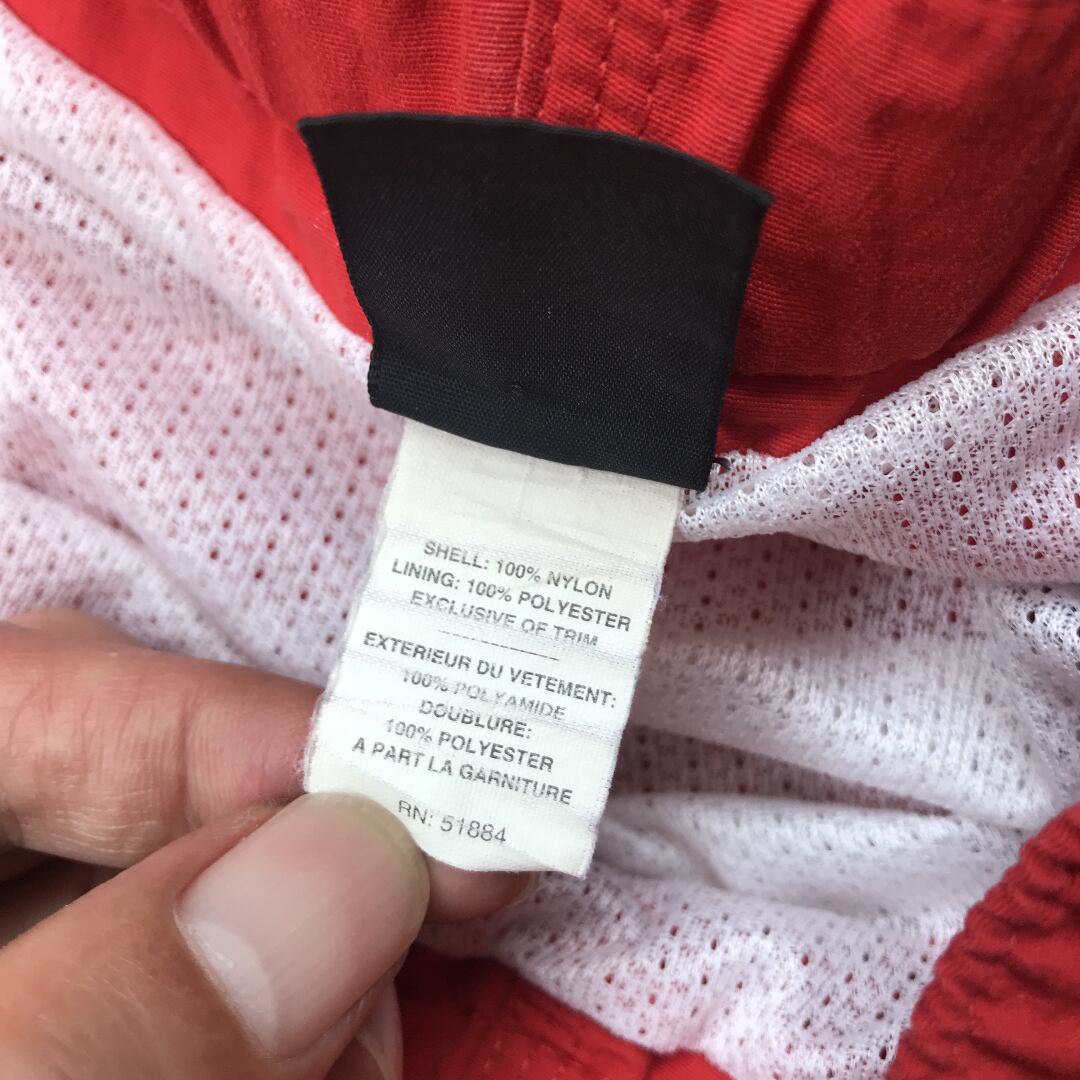 SHELL: 100% NYLON
LINING: 100% POLYESTER
EXCLUSIVE OF TRIM
EXTERIEUR DU VETEMENT:
100% POLYAMIDE
DOUBLURE:
100% POLYESTER
A PART LA GARNITURE
RN: 51884